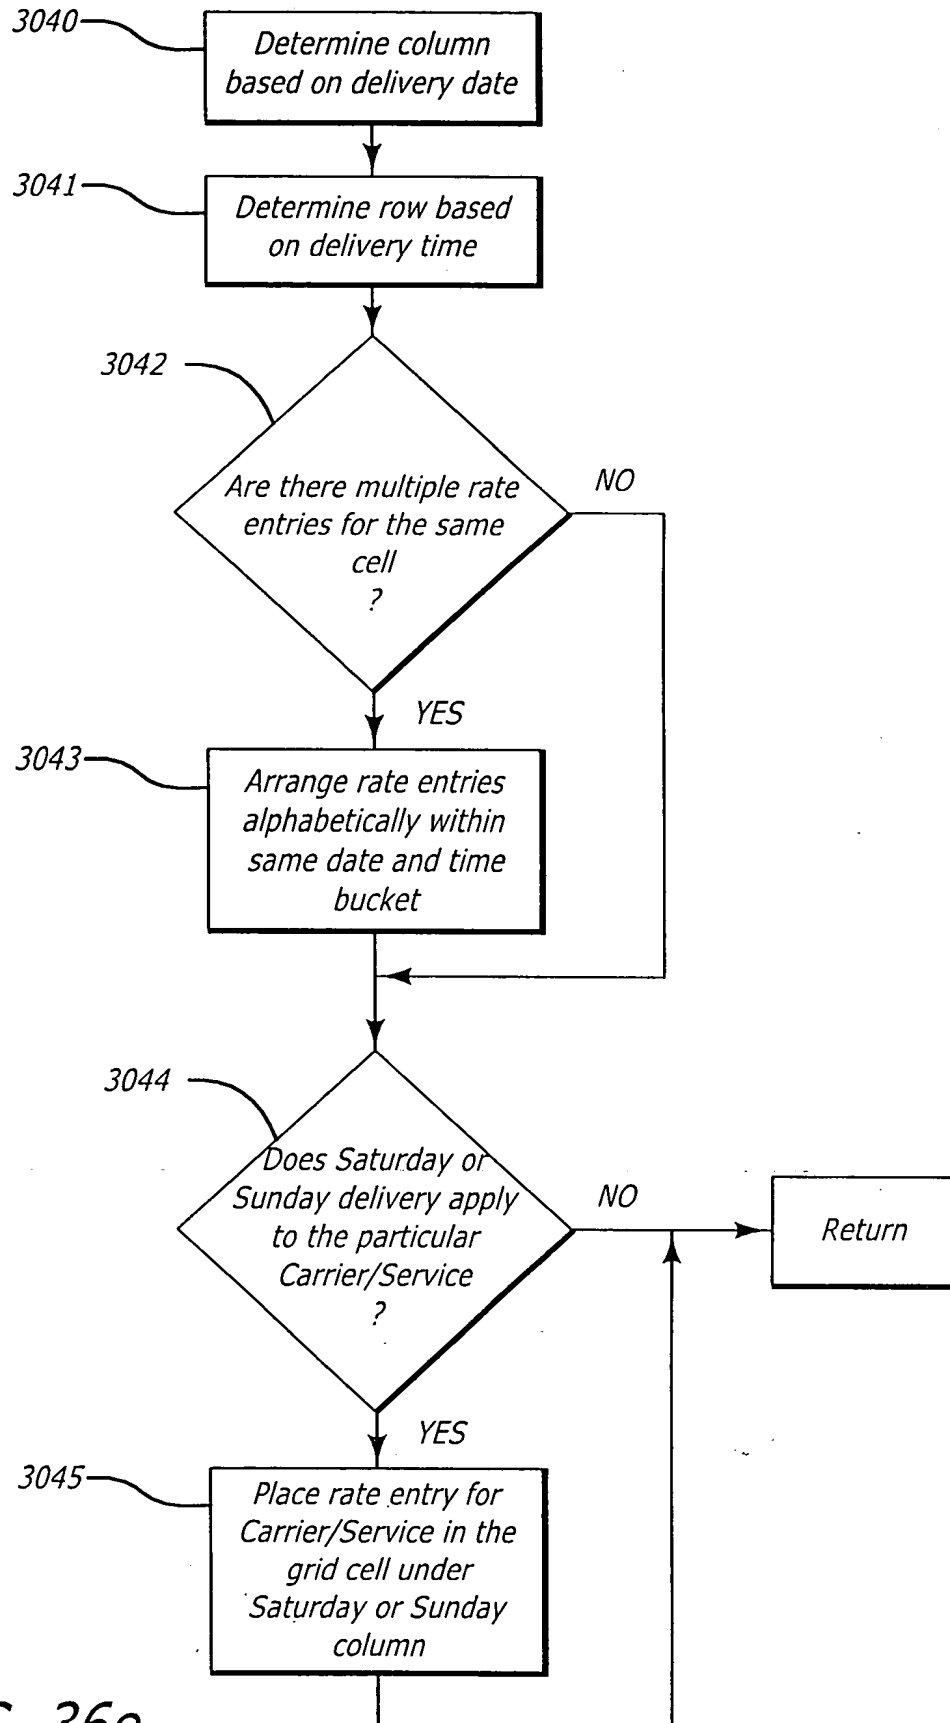 3040
Determine column
based on delivery date
3041
Determine row based
on delivery time
3042
Are there multiple rate
entries for the same
cell
?
NO
YES
3043
Arrange rate entries
alphabetically within
same date and time
bucket
3044
Does Saturday or
Sunday delivery apply
to the particular
Carrier/Service
?
NO
Return
YES
3045
Place rate entry for
Carrier/Service in the
grid cell under
Saturday or Sunday
column